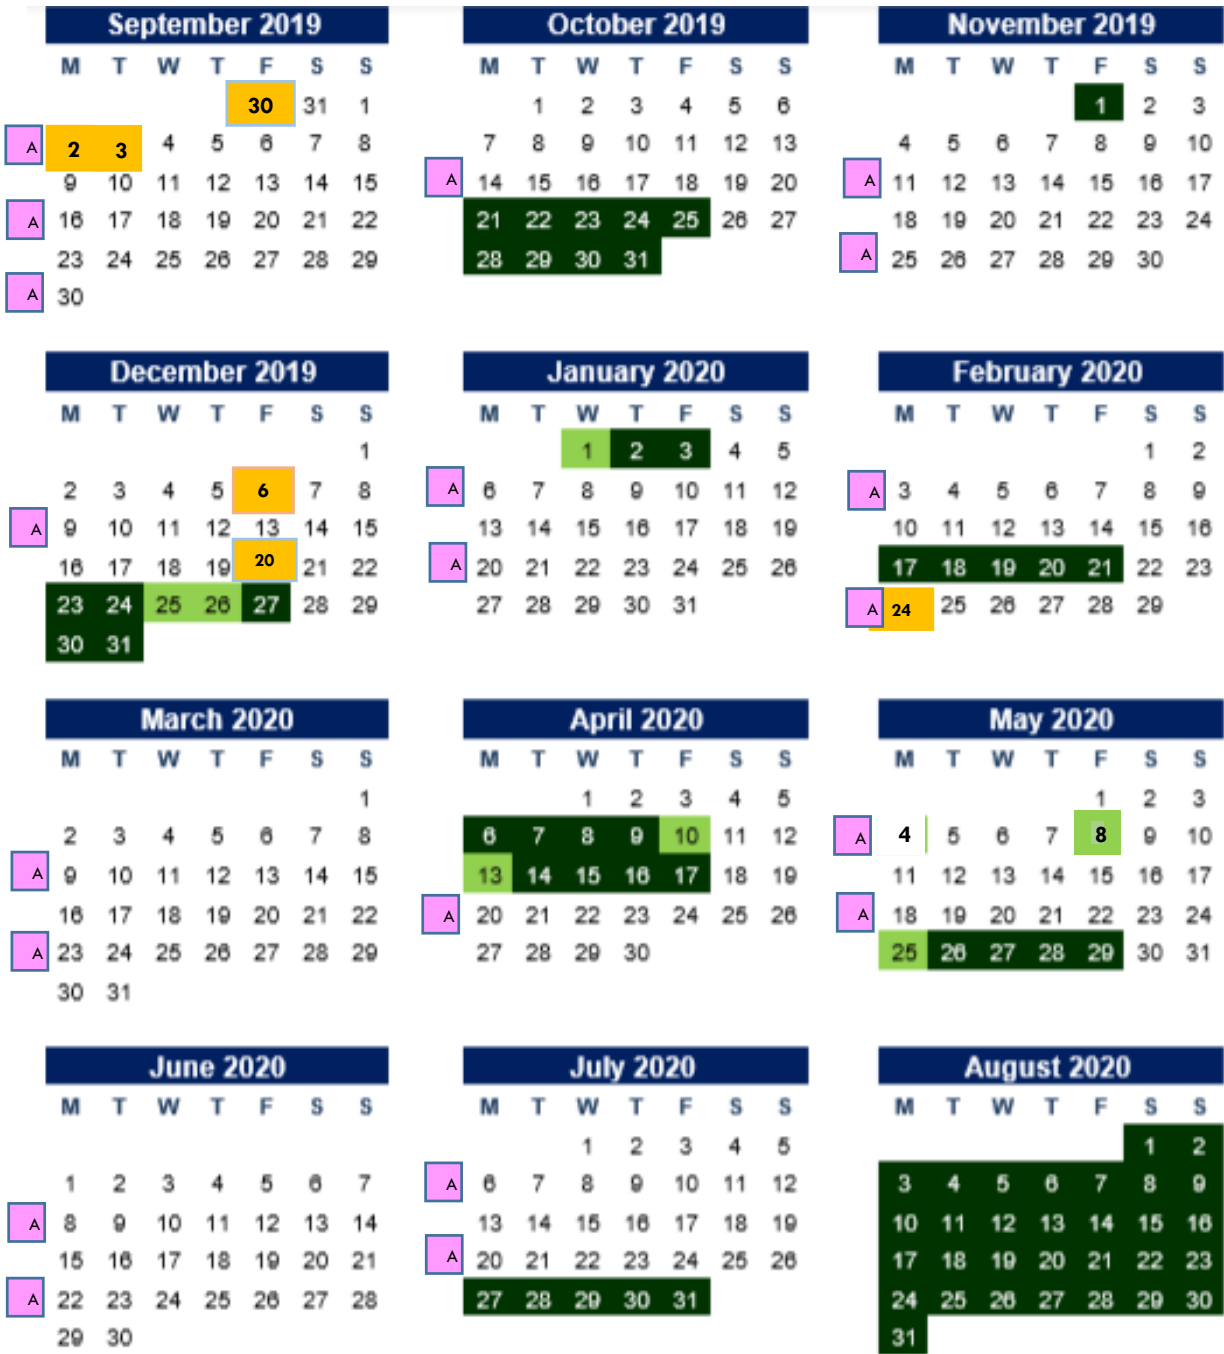 September 2019
M T W T F S S
30 31 1
A 2 3 4 5 6 7 8
9 10 11 12 13 14 15
A 16 17 18 19 20 21 22
23 24 25 26 27 28 29
A 30
October 2019
M T W T F S S
1 2 3 4 5 6
7 8 9 10 11 12 13
A 14 15 16 17 18 19 20
21 22 23 24 25 26 27
28 29 30 31
November 2019
M T W T F S S
1 2 3
4 5 6 7 8 9 10
A 11 12 13 14 15 16 17
18 19 20 21 22 23 24
A 25 26 27 28 29 30
December 2019
M T W T F S S
1
2 3 4 5 6 7 8
A 9 10 11 12 13 14 15
16 17 18 19 20 21 22
23 24 25 26 27 28 29
30 31
January 2020
M T W T F S S
1 2 3 4 5
A 6 7 8 9 10 11 12
13 14 15 16 17 18 19
A 20 21 22 23 24 25 26
27 28 29 30 31
February 2020
M T W T F S S
1 2
A 3 4 5 6 7 8 9
10 11 12 13 14 15 16
17 18 19 20 21 22 23
A 24 25 26 27 28 29
March 2020
M T W T F S S
1
2 3 4 5 6 7 8
A 9 10 11 12 13 14 15
16 17 18 19 20 21 22
A 23 24 25 26 27 28 29
30 31
April 2020
M T W T F S S
1 2 3 4 5
6 7 8 9 10 11 12
13 14 15 16 17 18 19
A 20 21 22 23 24 25 26
27 28 29 30
May 2020
M T W T F S S
1 2 3
A 4 5 6 7 8 9 10
11 12 13 14 15 16 17
A 18 19 20 21 22 23 24
25 26 27 28 29 30 31
June 2020
M T W T F S S
1 2 3 4 5 6 7
A 8 9 10 11 12 13 14
15 16 17 18 19 20 21
A 22 23 24 25 26 27 28
29 30
July 2020
M T W T F S S
1 2 3 4 5
A 6 7 8 9 10 11 12
13 14 15 16 17 18 19
A 20 21 22 23 24 25 26
27 28 29 30 31
August 2020
M T W T F S S
1 2
3 4 5 6 7 8 9
10 11 12 13 14 15 16
17 18 19 20 21 22 23
24 25 26 27 28 29 30
31